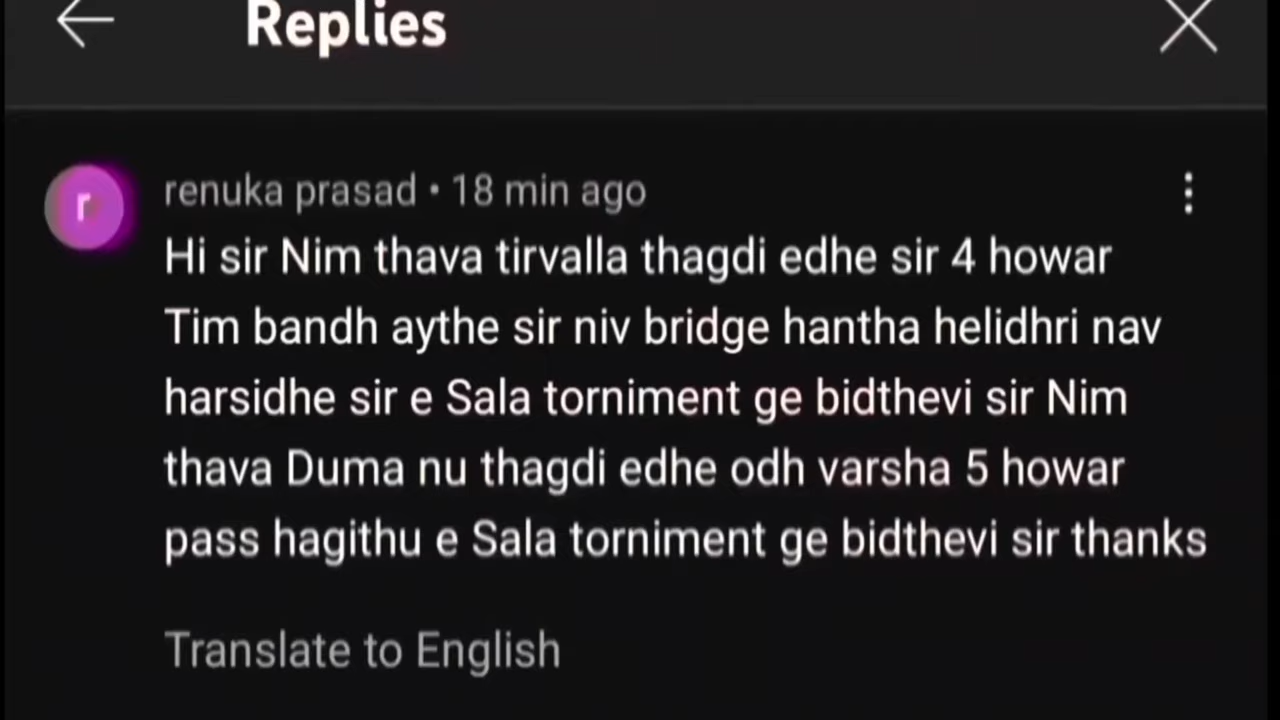 Replies
r
renuka prasad • 18 min ago
Hi sir Nim thava tirvalla thagdi edhe sir 4 howar
Tim bandh aythe sir niv bridge hantha helidhri nav
harsidhe sir e Sala torniment ge bidthevi sir Nim
thava Duma nu thagdi edhe odh varsha 5 howar
pass hagithu e Sala torniment ge bidthevi sir thanks
Translate to English